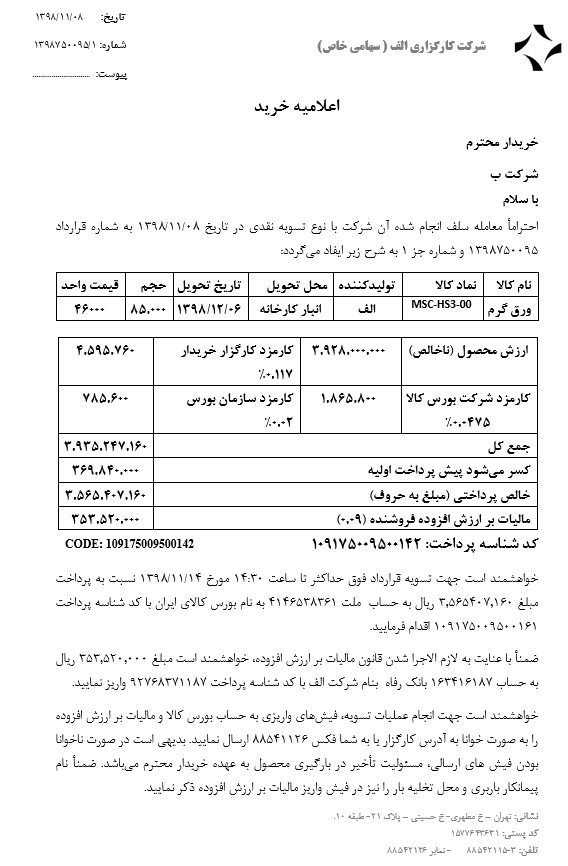 تاریخ: ۱۳۹۸/۱۱/۰۸
شماره: ۱۳۹۸۷۵۰۰۹۵/۱
پیوست: ............................
شرکت کارگزاری الف ( سهامی خاص)
اعلامیه خرید
خریدار محترم
شرکت ب
با سلام
احتراماً معامله سلف انجام شده آن شرکت با نوع تسویه نقدی در تاریخ ۱۳۹۸/۱۱/۰۸ به شماره قرارداد
۱۳۹۸۷۵۰۰۹۵ و شماره جز ۱ به شرح زیر ایفاد می‌گردد:
نام کالا نماد کالا تولیدکننده محل تحویل تاریخ تحویل حجم قیمت واحد
ورق گرم MSC-HS3-00 الف انبار کارخانه ۱۳۹۸/۱۲/۰۶ ۸۵.۰۰۰ ۴۶۰۰۰
ارزش محصول (ناخالص) ۳.۹۲۸.۰۰۰.۰۰۰ کارمزد کارگزار خریدار ۴.۵۹۵.۷۶۰
٪۰.۱۱۷
کارمزد شرکت بورس کالا ۱.۸۶۵.۸۰۰ کارمزد سازمان بورس ۷۸۵.۶۰۰
٪۰.۰۴۷۵ ٪۰.۰۲
جمع کل ۳.۹۳۵.۲۴۷.۱۶۰
کسر می‌شود پیش پرداخت اولیه ۳۶۹.۸۴۰.۰۰۰
خالص پرداختی (مبلغ به حروف) ۳.۵۶۵.۴۰۷.۱۶۰
مالیات بر ارزش افزوده فروشنده (۰.۰۹) ۳۵۳.۵۲۰.۰۰۰
کد شناسه پرداخت: ۱۰۹۱۷۵۰۰۹۵۰۰۱۴۲ CODE: 109175009500142
خواهشمند است جهت تسویه قرارداد فوق حداکثر تا ساعت ۱۴:۳۰ مورخ ۱۳۹۸/۱۱/۱۴ نسبت به پرداخت
مبلغ ۳,۵۶۵۴۰۷,۱۶۰ ریال به حساب ملت ۴۱۴۶۵۳۸۳۶۱ به نام بورس کالای ایران با کد شناسه پرداخت
۱۰۹۱۷۵۰۰۹۵۰۰۱۶۱ اقدام فرمایید.
ضمناً با عنایت به لازم الاجرا شدن قانون مالیات بر ارزش افزوده، خواهشمند است مبلغ ۳۵۳,۵۲۰,۰۰۰ ریال
به حساب ۱۶۳۴۱۶۱۸۷ بانک رفاه بنام شرکت الف با کد شناسه پرداخت ۹۲۷۶۸۳۷۱۱۸۷ واریز نمایید.
خواهشمند است جهت انجام عملیات تسویه، فیش‌های واریزی به حساب بورس کالا و مالیات بر ارزش افزوده
را به صورت خوانا به آدرس کارگزار یا به شما فکس ۸۸۵۴۱۱۲۶ ارسال نمایید. بدیهی است در صورت ناخوانا
بودن فیش های ارسالی، مسئولیت تأخیر در بارگیری محصول به عهده خریدار محترم می‌باشد. ضمناً نام
پیمانکار باربری و محل تخلیه بار را نیز در فیش واریز مالیات بر ارزش افزوده ذکر نمایید.
نشانی: تهران – خ مطهری-خ حسینی – پلاک ۲۱- طبقه ۱۰.
کد پستی: ۱۵۷۷۶۴۳۶۳۱
تلفن: ۳-۸۸۵۴۲۱۱۵ - نمابر ۸۸۵۴۲۱۲۶